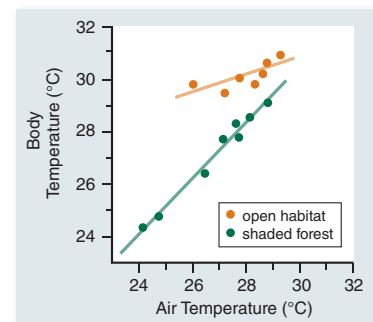 Body
Temperature (°C)
32
30
28
26
24
open habitat
shaded forest
24 26 28 30 32
Air Temperature (°C)